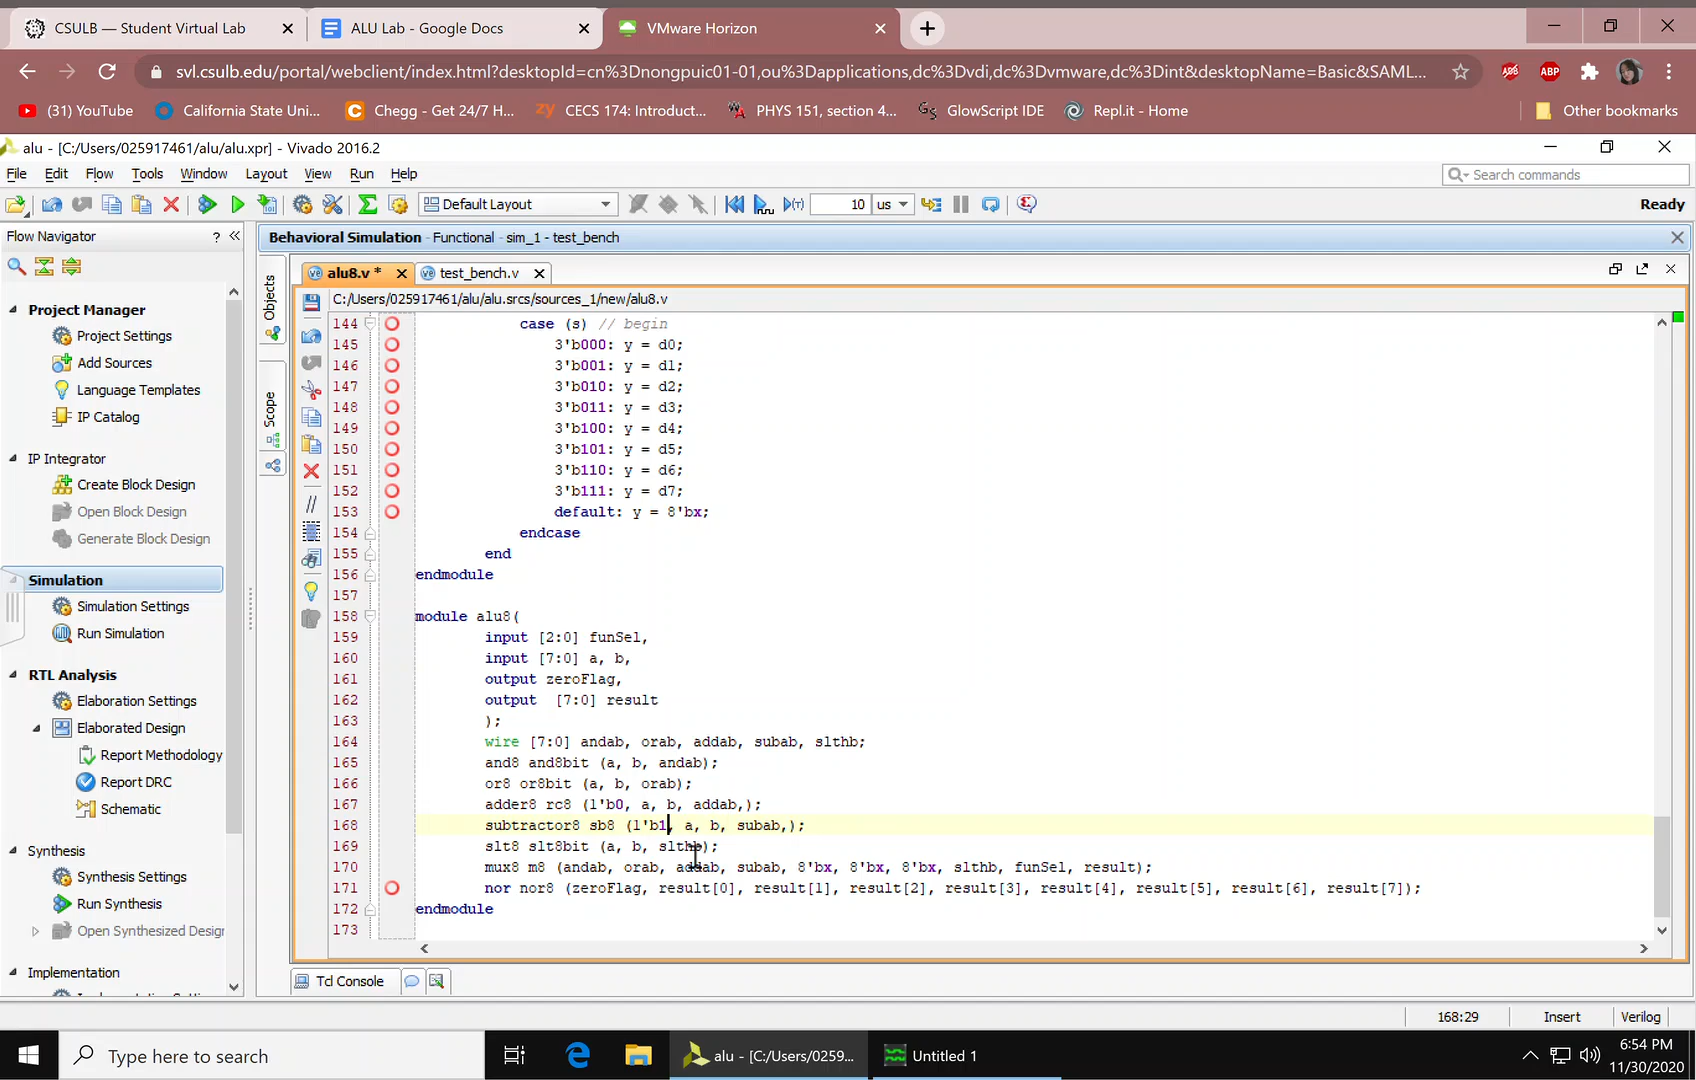 CSULB — Student Virtual Lab
ALU Lab - Google Docs
VMware Horizon
svl.csulb.edu/portal/webclient/index.html?desktopId=cn%3Dnongpuic01-01,ou%3Dapplications,dc%3Dvdi,dc%3Dvmware,dc%3Dint&desktopName=Basic&SAML...
(31) YouTube
California State Uni...
Chegg - Get 24/7 H...
CECS 174: Introduct...
PHYS 151, section 4...
GlowScript IDE
Repl.it - Home
Other bookmarks
alu - [C:/Users/025917461/alu/alu.xpr] - Vivado 2016.2
File Edit Flow Tools Window Layout View Run Help
Search commands
Default Layout
10 us
Ready
Flow Navigator
Behavioral Simulation - Functional - sim_1 - test_bench
Project Manager
Project Settings
Add Sources
Language Templates
IP Catalog
IP Integrator
Create Block Design
Open Block Design
Generate Block Design
Simulation
Simulation Settings
Run Simulation
RTL Analysis
Elaboration Settings
Elaborated Design
Report Methodology
Report DRC
Schematic
Synthesis
Synthesis Settings
Run Synthesis
Open Synthesized Desigr
Implementation
Objects
Scope
alu8.v *
test_bench.v
C:/Users/025917461/alu/alu.srcs/sources_1/new/alu8.v
144 case (s) // begin
145 3'b000: y = d0;
146 3'b001: y = d1;
147 3'b010: y = d2;
148 3'b011: y = d3;
149 3'b100: y = d4;
150 3'b101: y = d5;
151 3'b110: y = d6;
152 3'b111: y = d7;
153 default: y = 8'bx;
154 endcase
155 end
156 endmodule
157
158 module alu8(
159 input [2:0] funSel,
160 input [7:0] a, b,
161 output zeroFlag,
162 output  [7:0] result
163 );
164 wire [7:0] andab, orab, addab, subab, slthb;
165 and8 and8bit (a, b, andab);
166 or8 or8bit (a, b, orab);
167 adder8 rc8 (1'b0, a, b, addab,);
168 subtractor8 sb8 (1'b1, a, b, subab,);
169 slt8 slt8bit (a, b, slthb);
170 mux8 m8 (andab, orab, addab, subab, 8'bx, 8'bx, 8'bx, slthb, funSel, result);
171 nor nor8 (zeroFlag, result[0], result[1], result[2], result[3], result[4], result[5], result[6], result[7]);
172 endmodule
173
Tcl Console
168:29
Insert
Verilog
Type here to search
alu - [C:/Users/0259...
Untitled 1
6:54 PM
11/30/2020